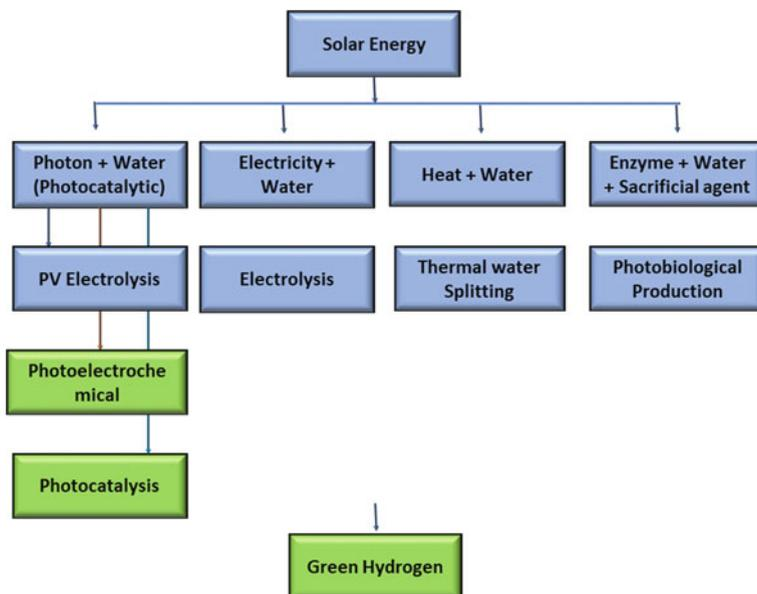 Solar Energy
Photon + Water
(Photocatalytic)
Electricity +
Water
Heat + Water
Enzyme + Water
+ Sacrificial agent
PV Electrolysis
Electrolysis
Thermal water
Splitting
Photobiological
Production
Photoelectroche
mical
Photocatalysis
Green Hydrogen